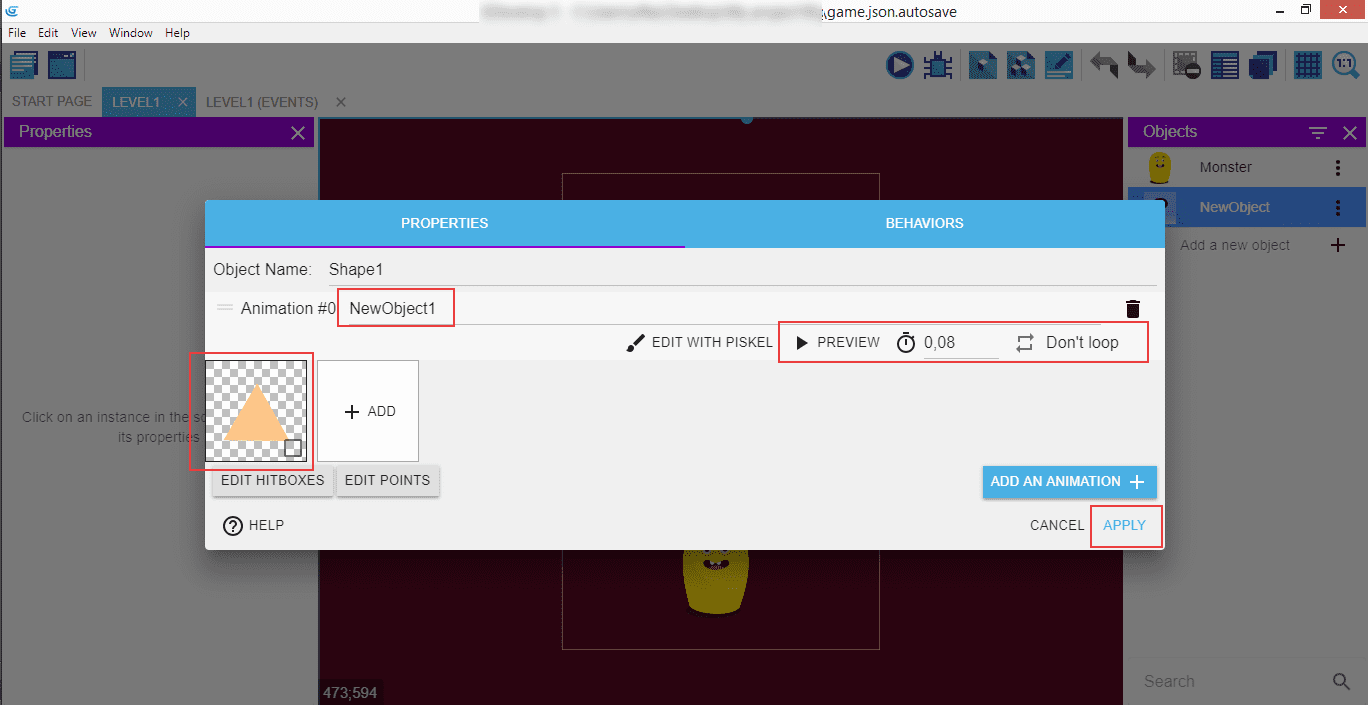 \game.json.autosave
File Edit View Window Help
1:1
START PAGE LEVEL1 LEVEL1 (EVENTS)
Properties
Objects
Monster
NewObject
Add a new object
PROPERTIES BEHAVIORS
Object Name: Shape1
Animation #0 NewObject1
EDIT WITH PISKEL PREVIEW 0,08 Don't loop
Click on an instance in the sc
its properties
ADD
EDIT HITBOXES EDIT POINTS
ADD AN ANIMATION
? HELP
CANCEL APPLY
473;594
Search